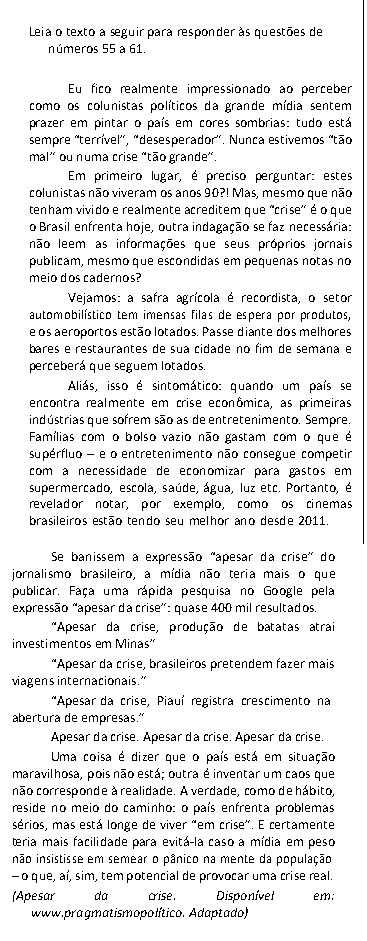 Leia o texto a seguir para responder às questões de
números 55 a 61.
Eu fico realmente impressionado ao perceber
como os colunistas políticos da grande mídia sentem
prazer em pintar o país em cores sombrias: tudo está
sempre “terrível”, “desesperador”. Nunca estivemos “tão
mal” ou numa crise “tão grande”.
Em primeiro lugar, é preciso perguntar: estes
colunistas não viveram os anos 90?! Mas, mesmo que não
tenham vivido e realmente acreditem que “crise” é o que
o Brasil enfrenta hoje, outra indagação se faz necessária:
não leem as informações que seus próprios jornais
publicam, mesmo que escondidas em pequenas notas no
meio dos cadernos?
Vejamos: a safra agrícola é recordista, o setor
automobilístico tem imensas filas de espera por produtos,
e os aeroportos estão lotados. Passe diante dos melhores
bares e restaurantes de sua cidade no fim de semana e
perceberá que seguem lotados.
Aliás, isso é sintomático: quando um país se
encontra realmente em crise econômica, as primeiras
indústrias que sofrem são as de entretenimento. Sempre.
Famílias com o bolso vazio não gastam com o que é
supérfluo – e o entretenimento não consegue competir
com a necessidade de economizar para gastos em
supermercado, escola, saúde, água, luz etc. Portanto, é
revelador notar, por exemplo, como os cinemas
brasileiros estão tendo seu melhor ano desde 2011.
Se banissem a expressão “apesar da crise” do
jornalismo brasileiro, a mídia não teria mais o que
publicar. Faça uma rápida pesquisa no Google pela
expressão “apesar da crise”: quase 400 mil resultados.
“Apesar da crise, produção de batatas atrai
investimentos em Minas”
“Apesar da crise, brasileiros pretendem fazer mais
viagens internacionais.”
“Apesar da crise, Piauí registra crescimento na
abertura de empresas.”
Apesar da crise. Apesar da crise. Apesar da crise.
Uma coisa é dizer que o país está em situação
maravilhosa, pois não está; outra é inventar um caos que
não corresponde à realidade. A verdade, como de hábito,
reside no meio do caminho: o país enfrenta problemas
sérios, mas está longe de viver “em crise”. E certamente
teria mais facilidade para evitá-la caso a mídia em peso
não insistisse em semear o pânico na mente da população
– o que, aí, sim, tem potencial de provocar uma crise real.
(Apesar da crise. Disponível em:
www.pragmatismopolítico. Adaptado)